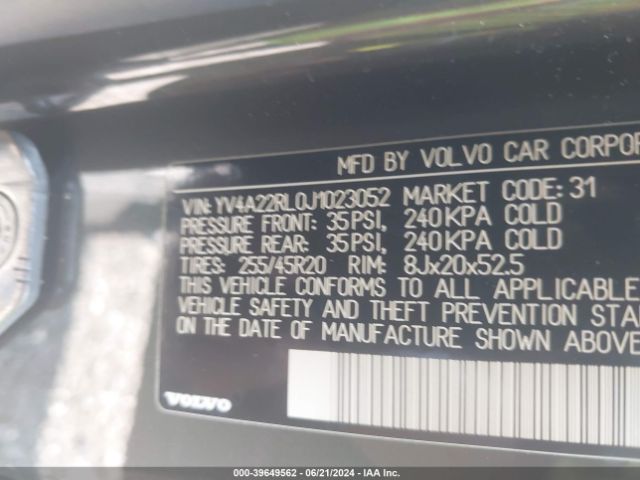 MFD BY VOLVO CAR CORPOR
VIN: YV4A22RL0J1023052 MARKET CODE: 31
PRESSURE FRONT: 35PSI, 240KPA COLD
PRESSURE REAR: 35PSI, 240KPA COLD
TIRES: 255/45R20 RIM: 8Jx20x52.5
THIS VEHICLE CONFORMS TO ALL APPLICABLE
VEHICLE SAFETY AND THEFT PREVENTION STA
ON THE DATE OF MANUFACTURE SHOWN ABOVE
VOLVO
000-39649562 - 06/21/2024 - IAA Inc.